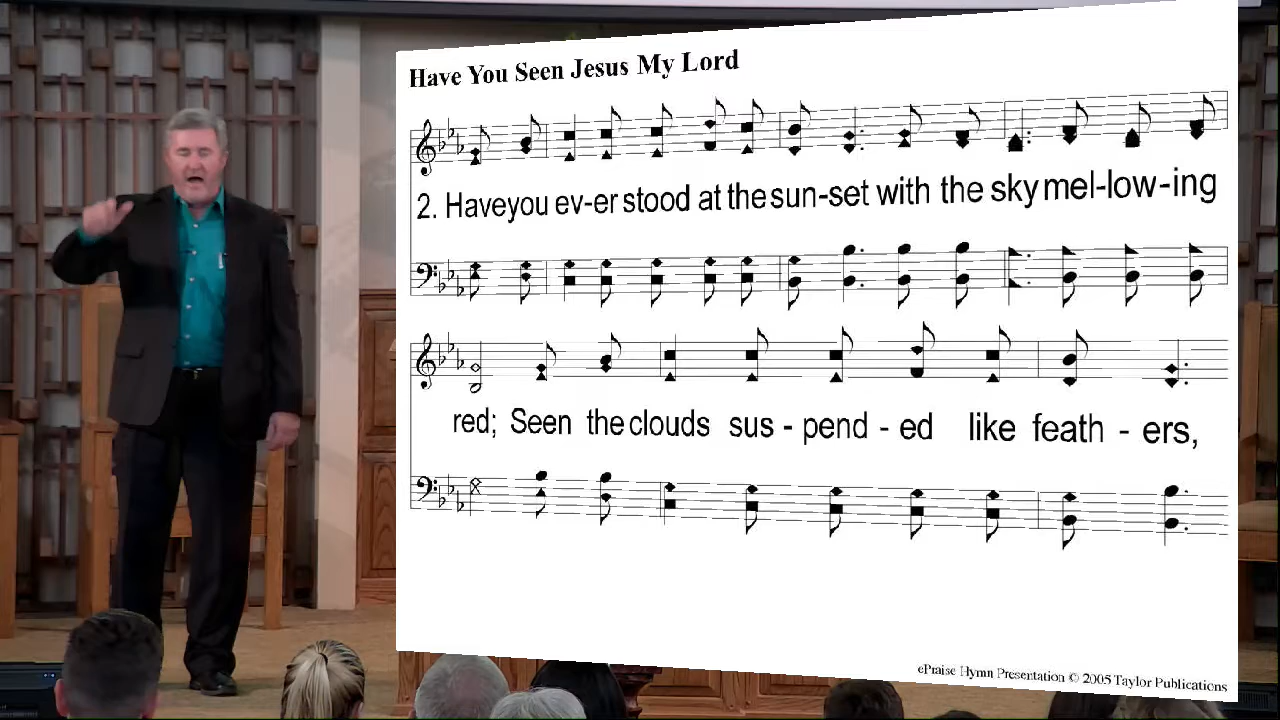 Have You Seen Jesus My Lord
2. Haveyou ev-er stood at the sun-set with the sky mel-low-ing
red; Seen the clouds sus - pend - ed like feath - ers,
ePraise Hymn Presentation © 2005 Taylor Publications